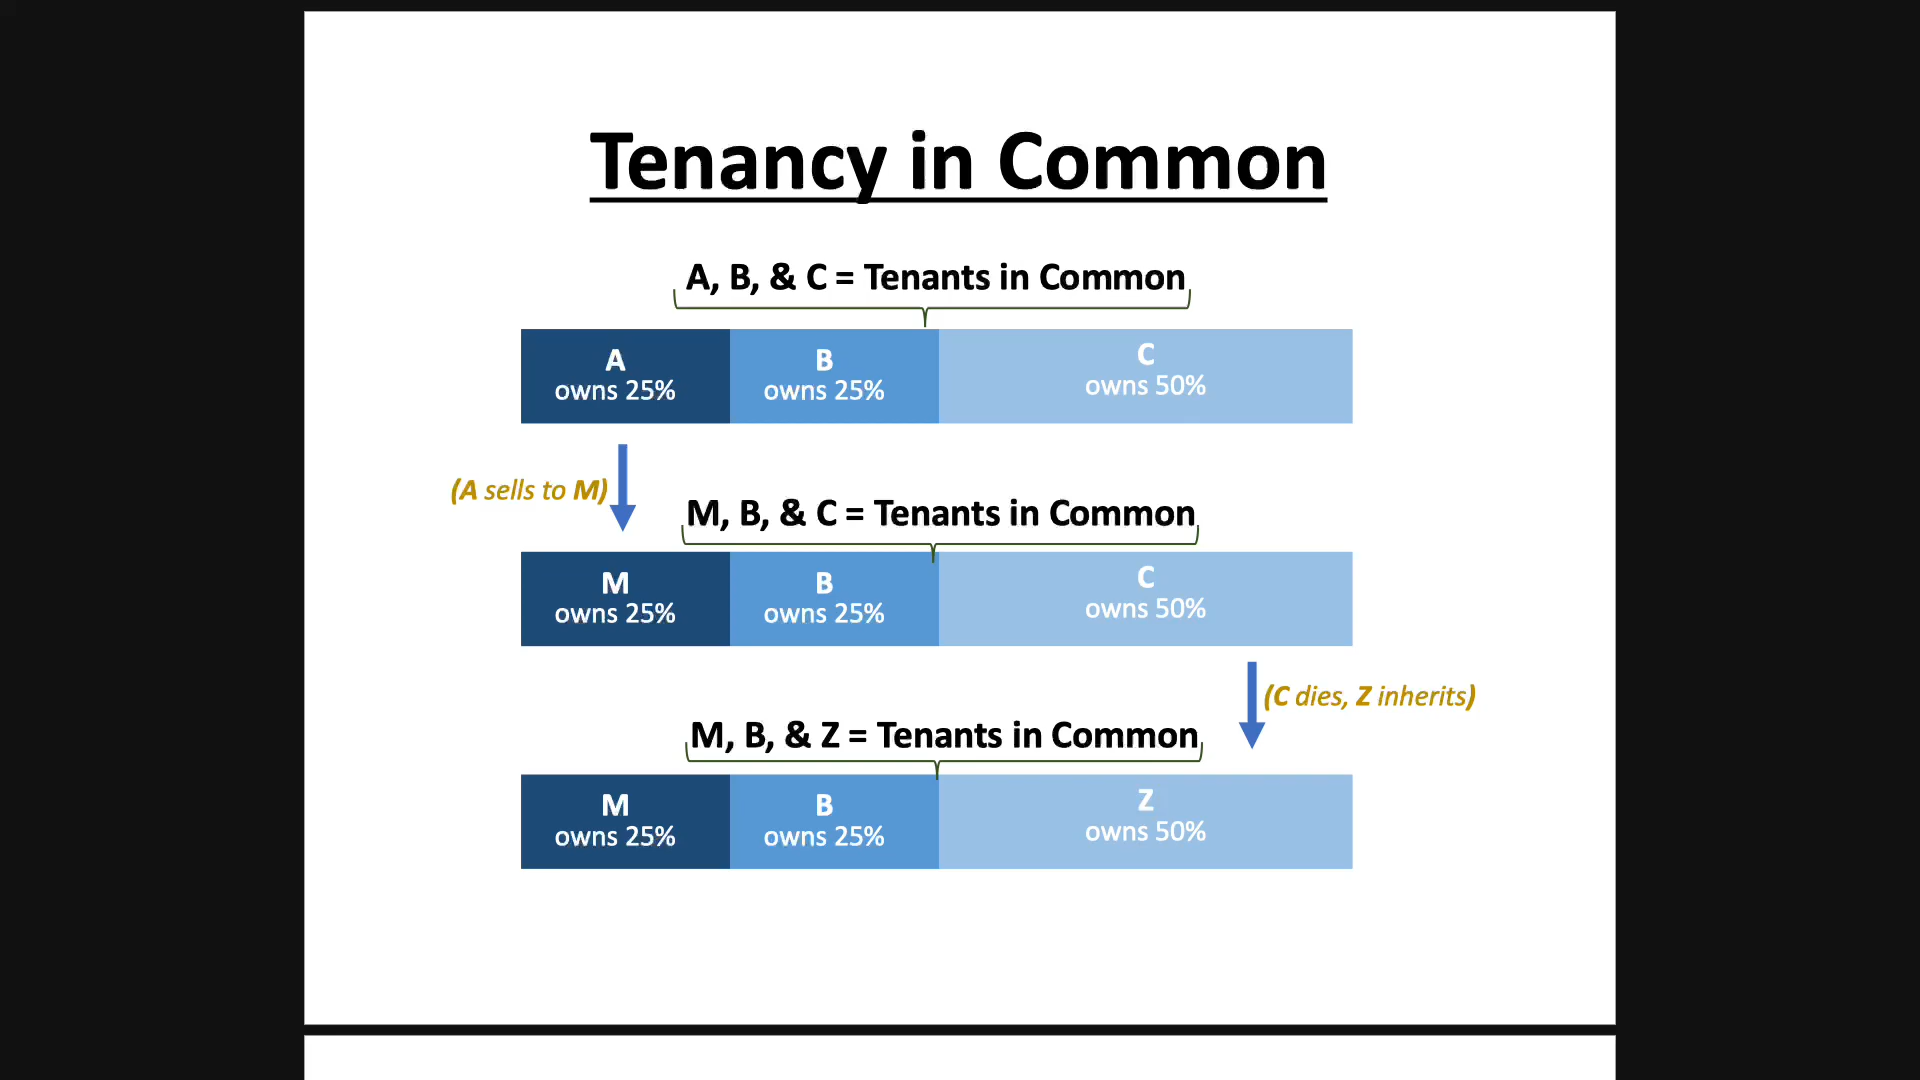 Tenancy in Common
A, B, & C = Tenants in Common
A
owns 25%
B
owns 25%
C
owns 50%
(A sells to M)
M, B, & C = Tenants in Common
M
owns 25%
B
owns 25%
C
owns 50%
(C dies, Z inherits)
M, B, & Z = Tenants in Common
M
owns 25%
B
owns 25%
Z
owns 50%